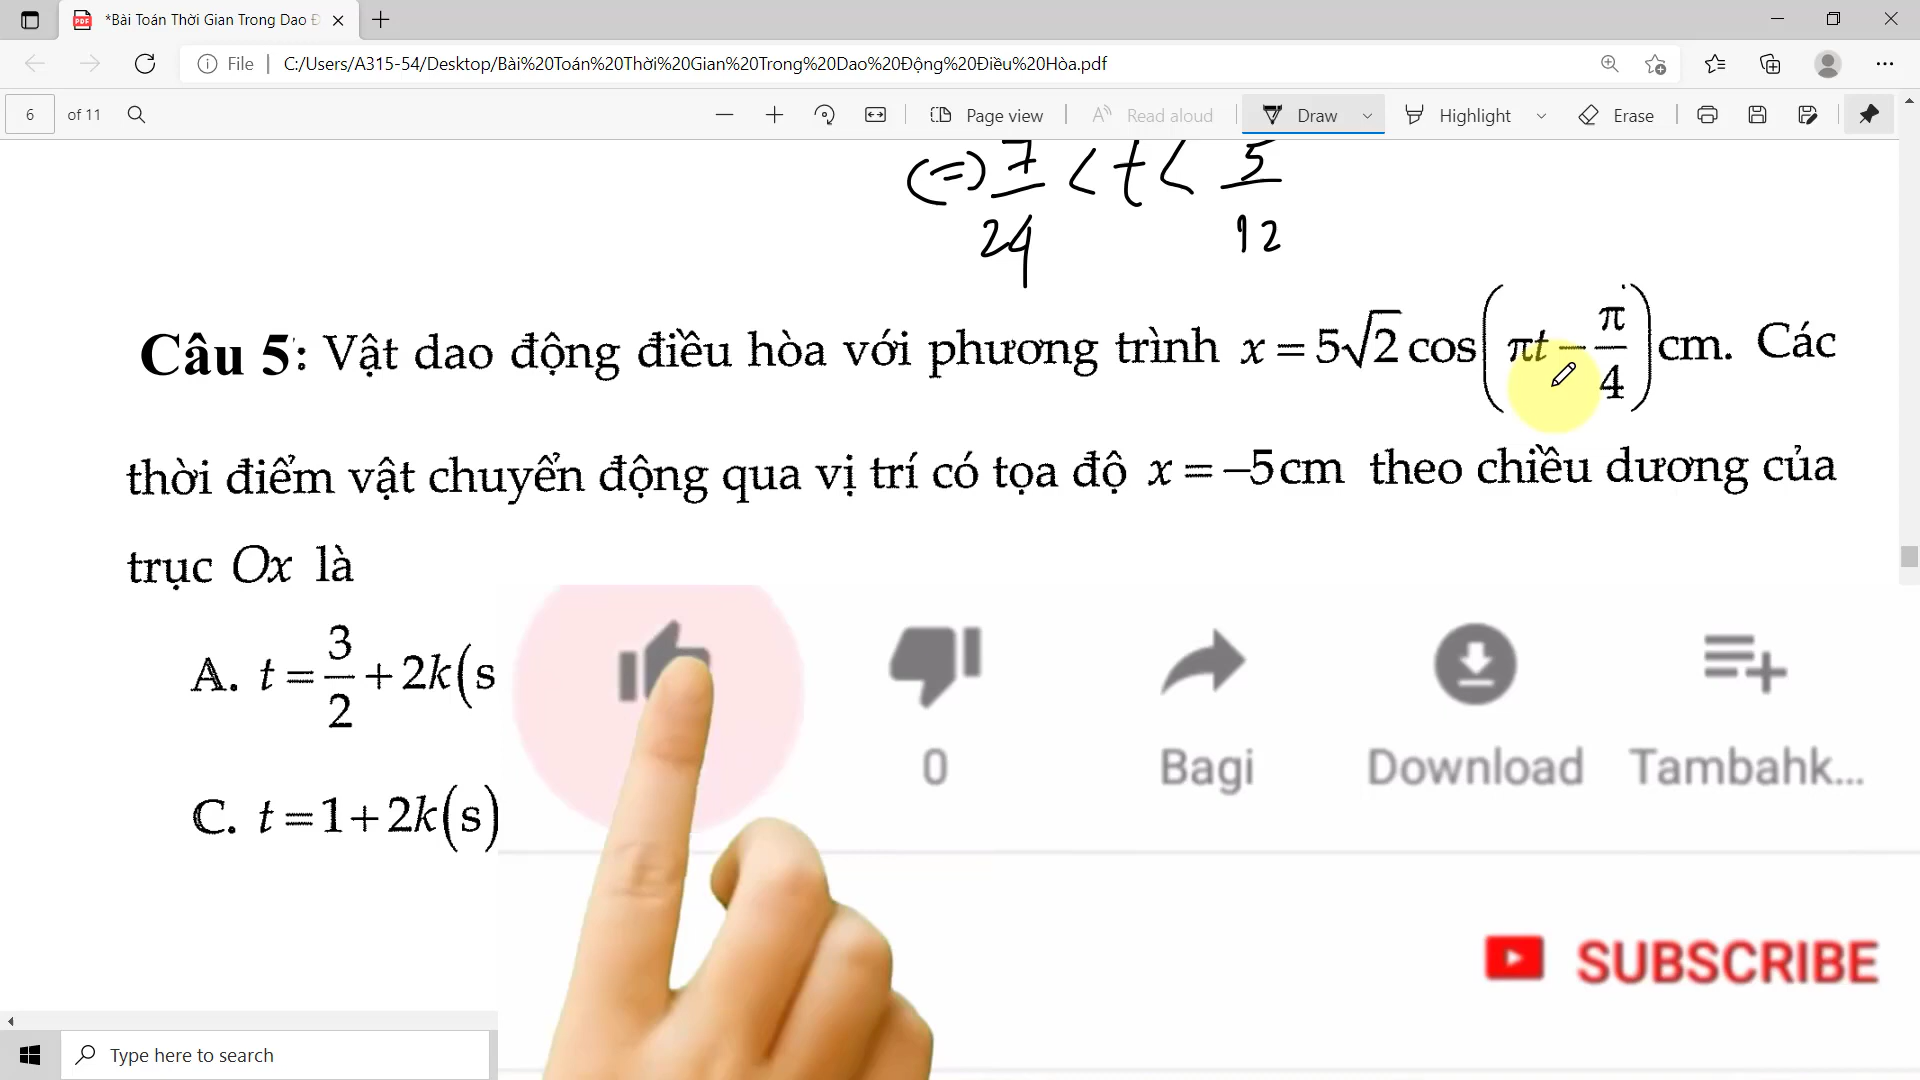 *Bài Toán Thời Gian Trong Dao Đ
File
C:/Users/A315-54/Desktop/Bài%20Toán%20Thời%20Gian%20Trong%20Dao%20Động%20Điều%20Hòa.pdf
6 of 11
Page view
Read aloud
Draw
Highlight
Erase
(=) 7/24 < t < 5/12
Câu 5: Vật dao động điều hòa với phương trình x = 5√2 cos(πt − π/4) cm. Các
thời điểm vật chuyển động qua vị trí có tọa độ x = −5cm theo chiều dương của
trục Ox là
A. t = 3/2 + 2k(s
0
Bagi
Download
Tambahk...
C. t = 1 + 2k(s)
SUBSCRIBE
Type here to search